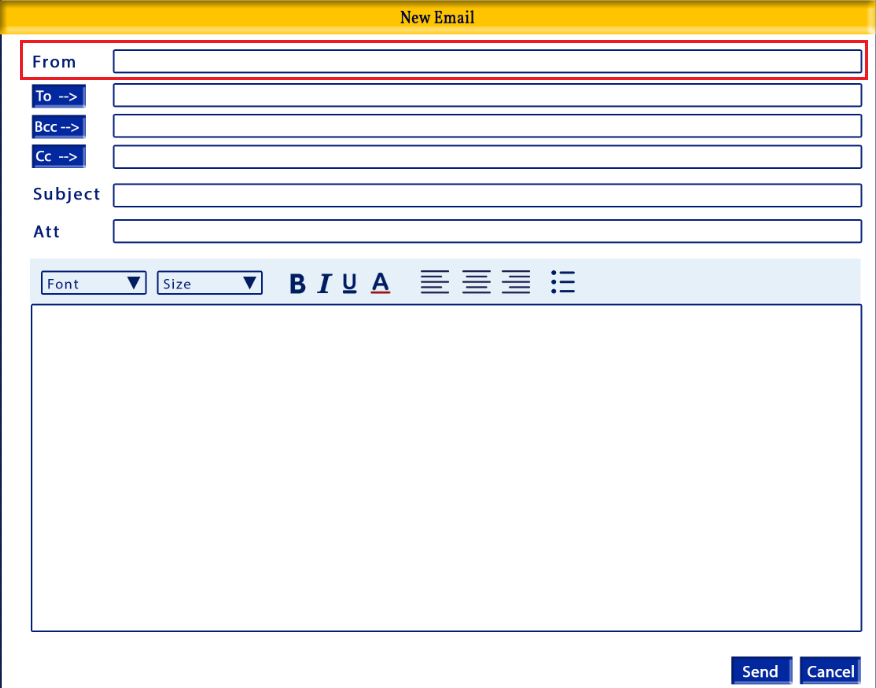 New Email
From
To -->
Bcc -->
Cc -->
Subject
Att
Font Size B I U A
Send Cancel